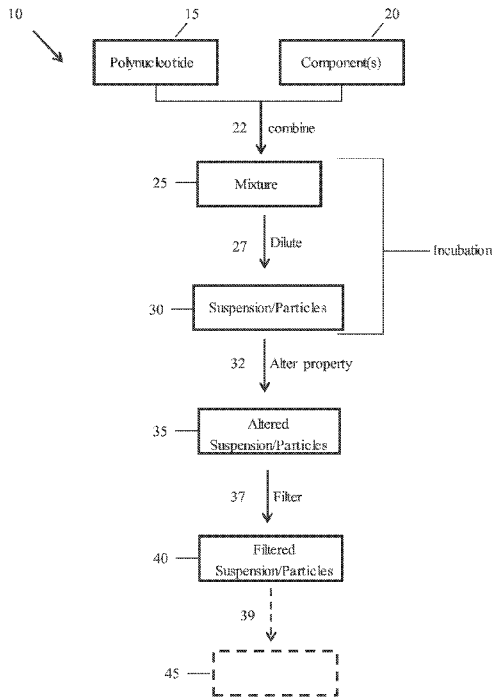 10
15
20
Polynucleotide
Component(s)
22 combine
25
Mixture
27 Dilute
Incubation
30
Suspension/Particles
32 Alter property
35
Altered
Suspension/Particles
37 Filter
40
Filtered
Suspension/Particles
39
45